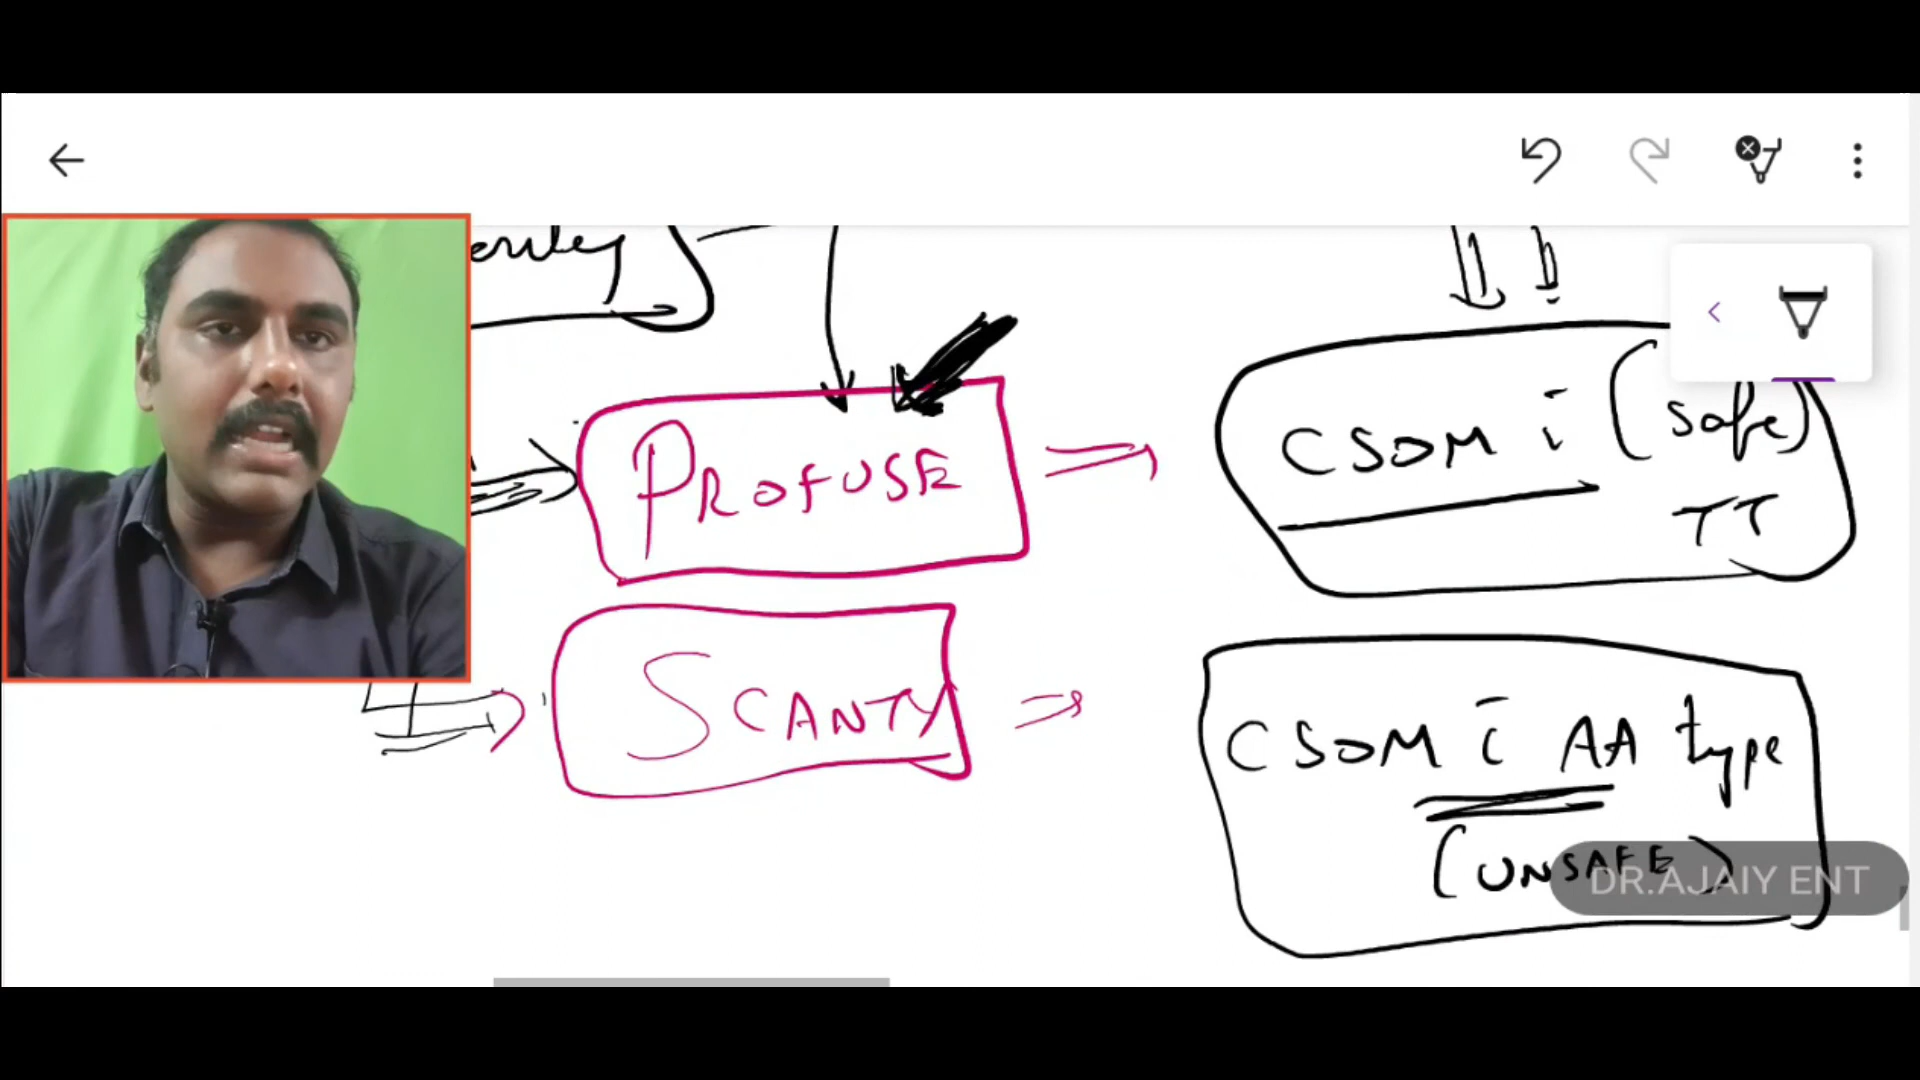 PROFUSE
CSOM ī (safe)
TT
SCANTY
CSOM ī AA type
(UNSAFE)
DR.AJAIY ENT